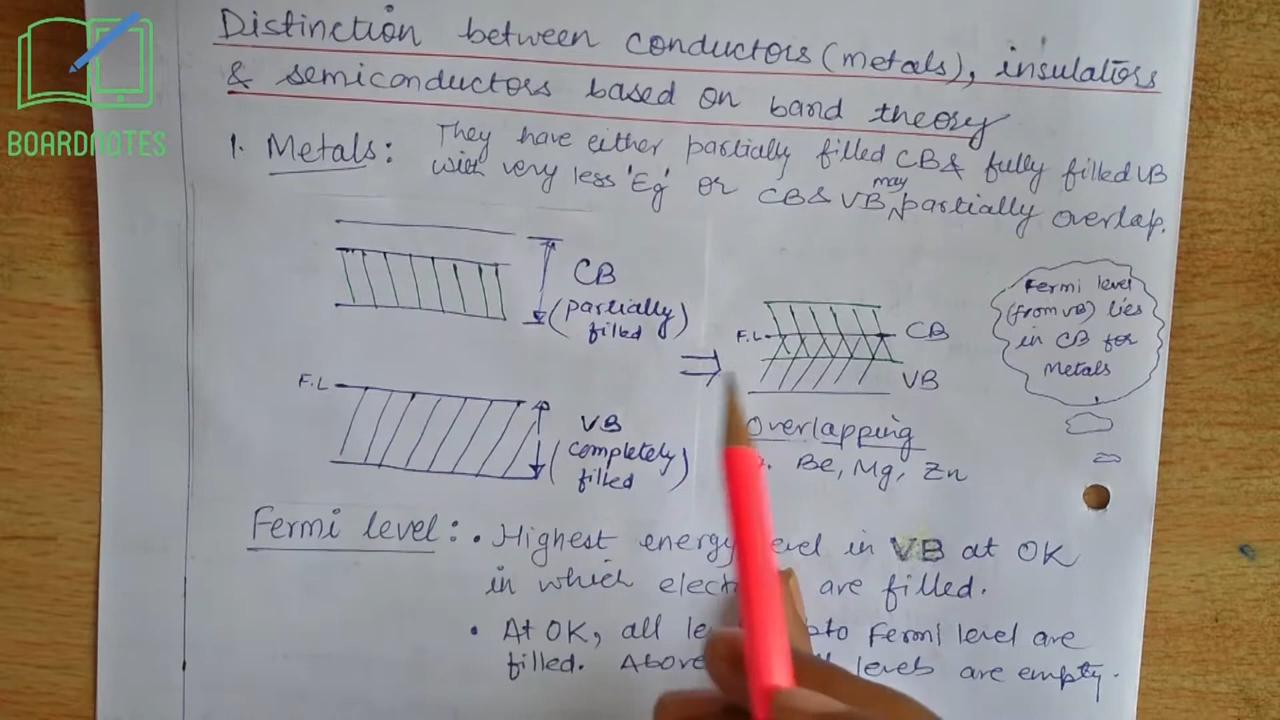 BOARDNOTES
Distinction between conductors (metals), insulators
& semiconductors based on band theory
1. Metals: They have either partially filled CB & fully filled VB
with very less 'Eg' or CB & VB may partially overlap.
CB
(partially
filled)
F.L
VB
(completely
filled)
⇒
F.L
CB
VB
Overlapping
Be, Mg, Zn
Fermi level
(from VB) lies
in CB for
Metals
Fermi level: • Highest energy level in VB at 0K
in which are filled.
• At 0K, all Fermi level are
filled. Above levels are empty.